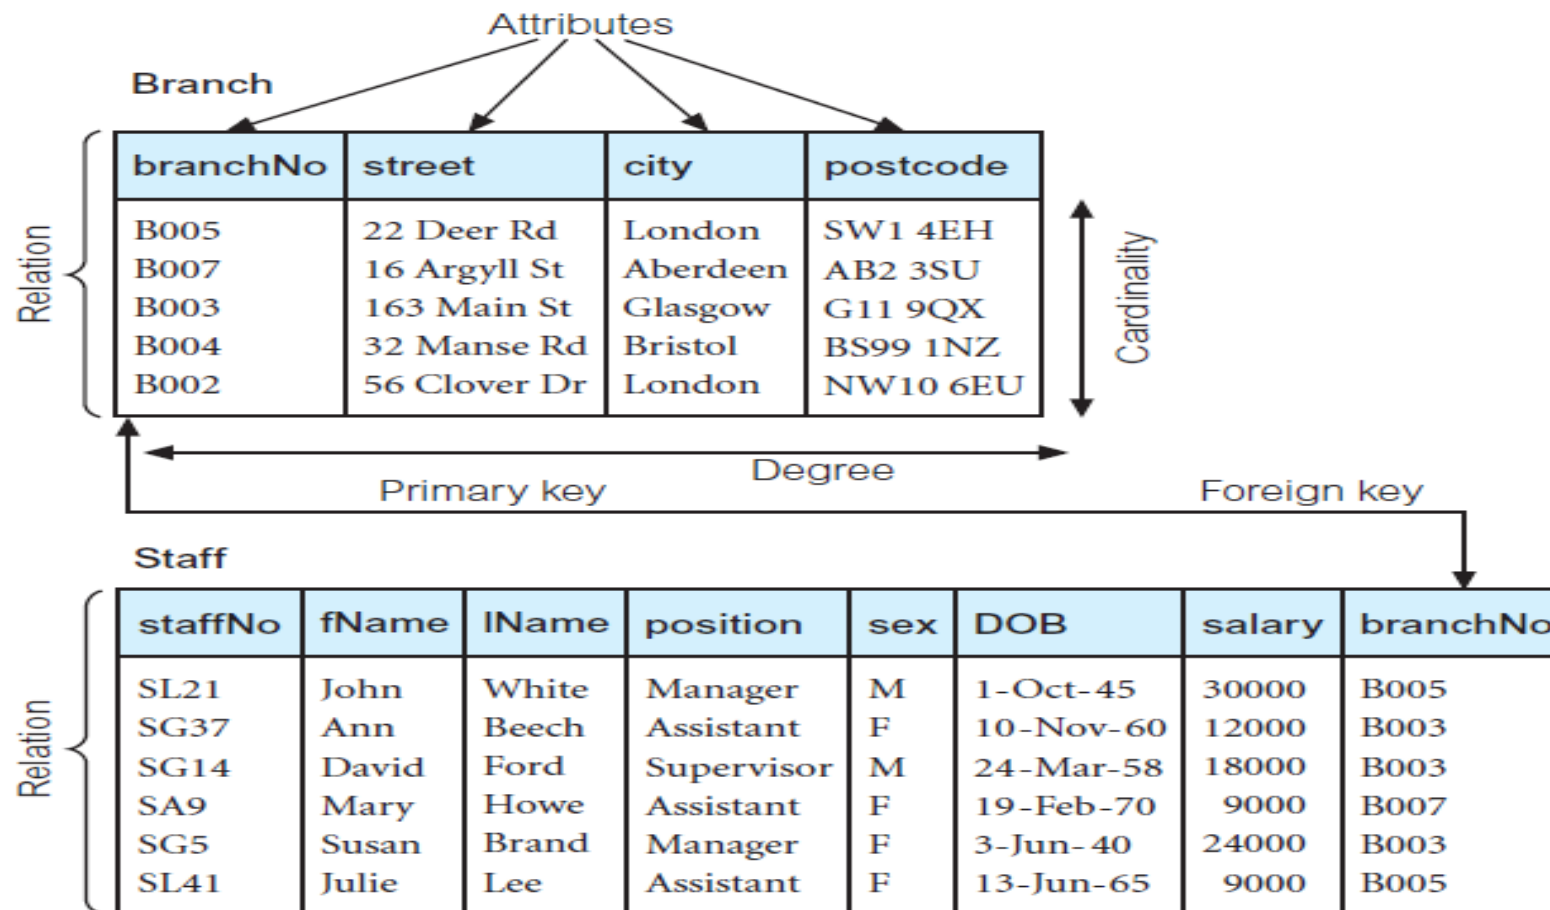 Attributes
Branch
branchNo street city postcode
B005 22 Deer Rd London SW1 4EH
B007 16 Argyll St Aberdeen AB2 3SU
B003 163 Main St Glasgow G11 9QX
B004 32 Manse Rd Bristol BS99 1NZ
B002 56 Clover Dr London NW10 6EU
Relation
Cardinality
Degree
Primary key
Foreign key
Staff
staffNo fName lName position sex DOB salary branchNo
SL21 John White Manager M 1-Oct-45 30000 B005
SG37 Ann Beech Assistant F 10-Nov-60 12000 B003
SG14 David Ford Supervisor M 24-Mar-58 18000 B003
SA9 Mary Howe Assistant F 19-Feb-70 9000 B007
SG5 Susan Brand Manager F 3-Jun-40 24000 B003
SL41 Julie Lee Assistant F 13-Jun-65 9000 B005
Relation